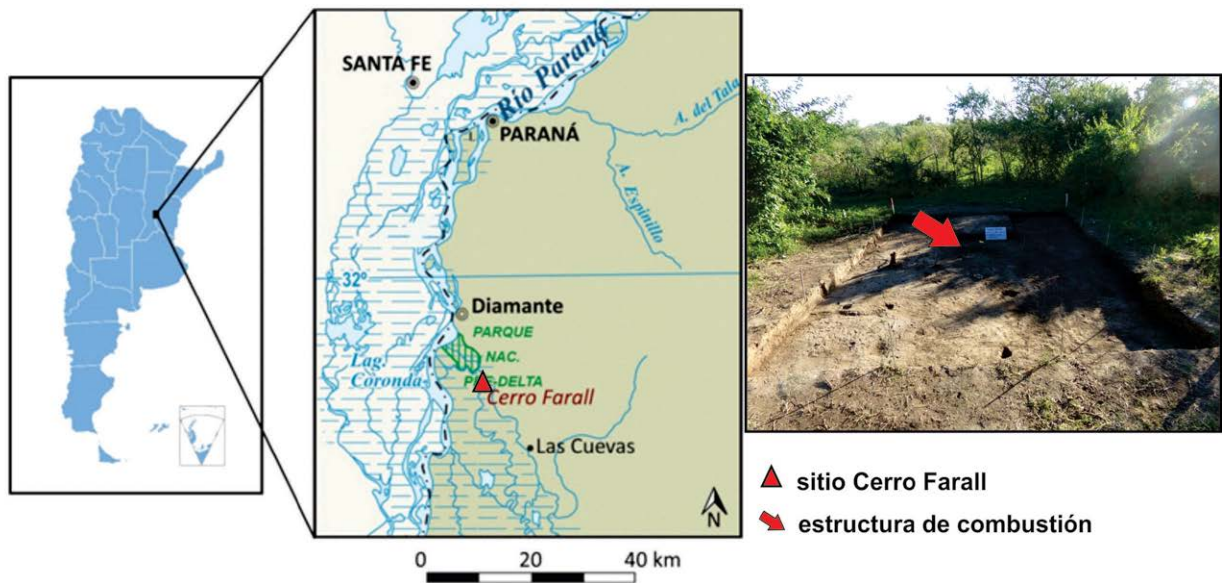 SANTA FE
Río Paraná
PARANÁ
A. del Tala
A. Espinillo
32º
Diamante
PARQUE
NAC.
PRE-DELTA
Lag.
Coronda
Cerro Farall
Las Cuevas
N
0 20 40 km
sitio Cerro Farall
estructura de combustión